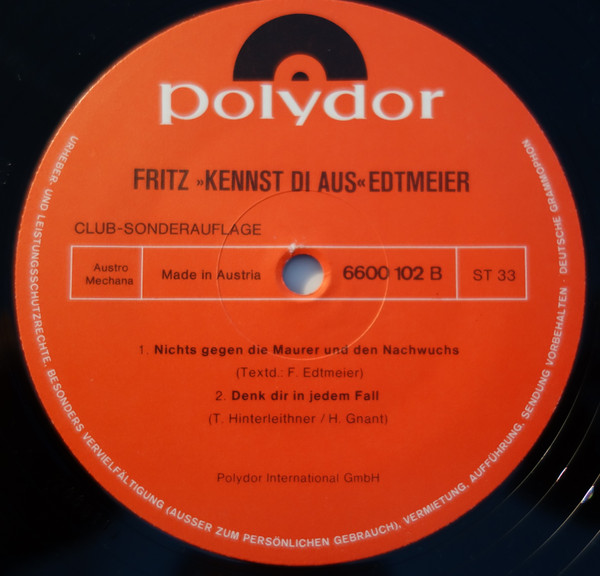 polydor
FRITZ »KENNST DI AUS« EDTMEIER
CLUB-SONDERAUFLAGE
Austro
Mechana
Made in Austria
6600 102 B
ST 33
1. Nichts gegen die Maurer und den Nachwuchs
(Textd.: F. Edtmeier)
2. Denk dir in jedem Fall
(T. Hinterleithner / H. Gnant)
Polydor International GmbH
URHEBER- UND LEISTUNGSSCHUTZRECHTE, BESONDERS VERVIELFÄLTIGUNG (AUSSER ZUM PERSÖNLICHEN GEBRAUCH), VERMIETUNG, AUFFÜHRUNG, SENDUNG VORBEHALTEN · DEUTSCHE GRAMMOPHON